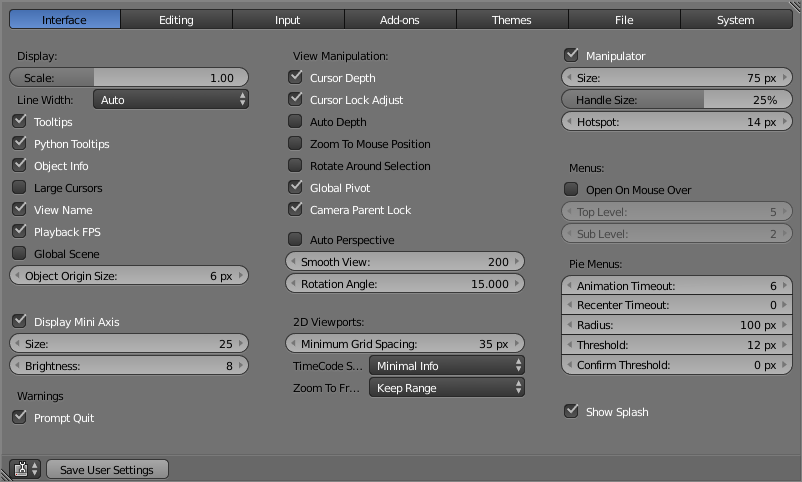 Interface Editing Input Add-ons Themes File System
Display:
Scale: 1.00
Line Width: Auto
Tooltips
Python Tooltips
Object Info
Large Cursors
View Name
Playback FPS
Global Scene
Object Origin Size: 6 px
Display Mini Axis
Size: 25
Brightness: 8
Warnings
Prompt Quit
View Manipulation:
Cursor Depth
Cursor Lock Adjust
Auto Depth
Zoom To Mouse Position
Rotate Around Selection
Global Pivot
Camera Parent Lock
Auto Perspective
Smooth View: 200
Rotation Angle: 15.000
2D Viewports:
Minimum Grid Spacing: 35 px
TimeCode S... Minimal Info
Zoom To Fr... Keep Range
Manipulator
Size: 75 px
Handle Size: 25%
Hotspot: 14 px
Menus:
Open On Mouse Over
Top Level: 5
Sub Level: 2
Pie Menus:
Animation Timeout: 6
Recenter Timeout: 0
Radius: 100 px
Threshold: 12 px
Confirm Threshold: 0 px
Show Splash
Save User Settings